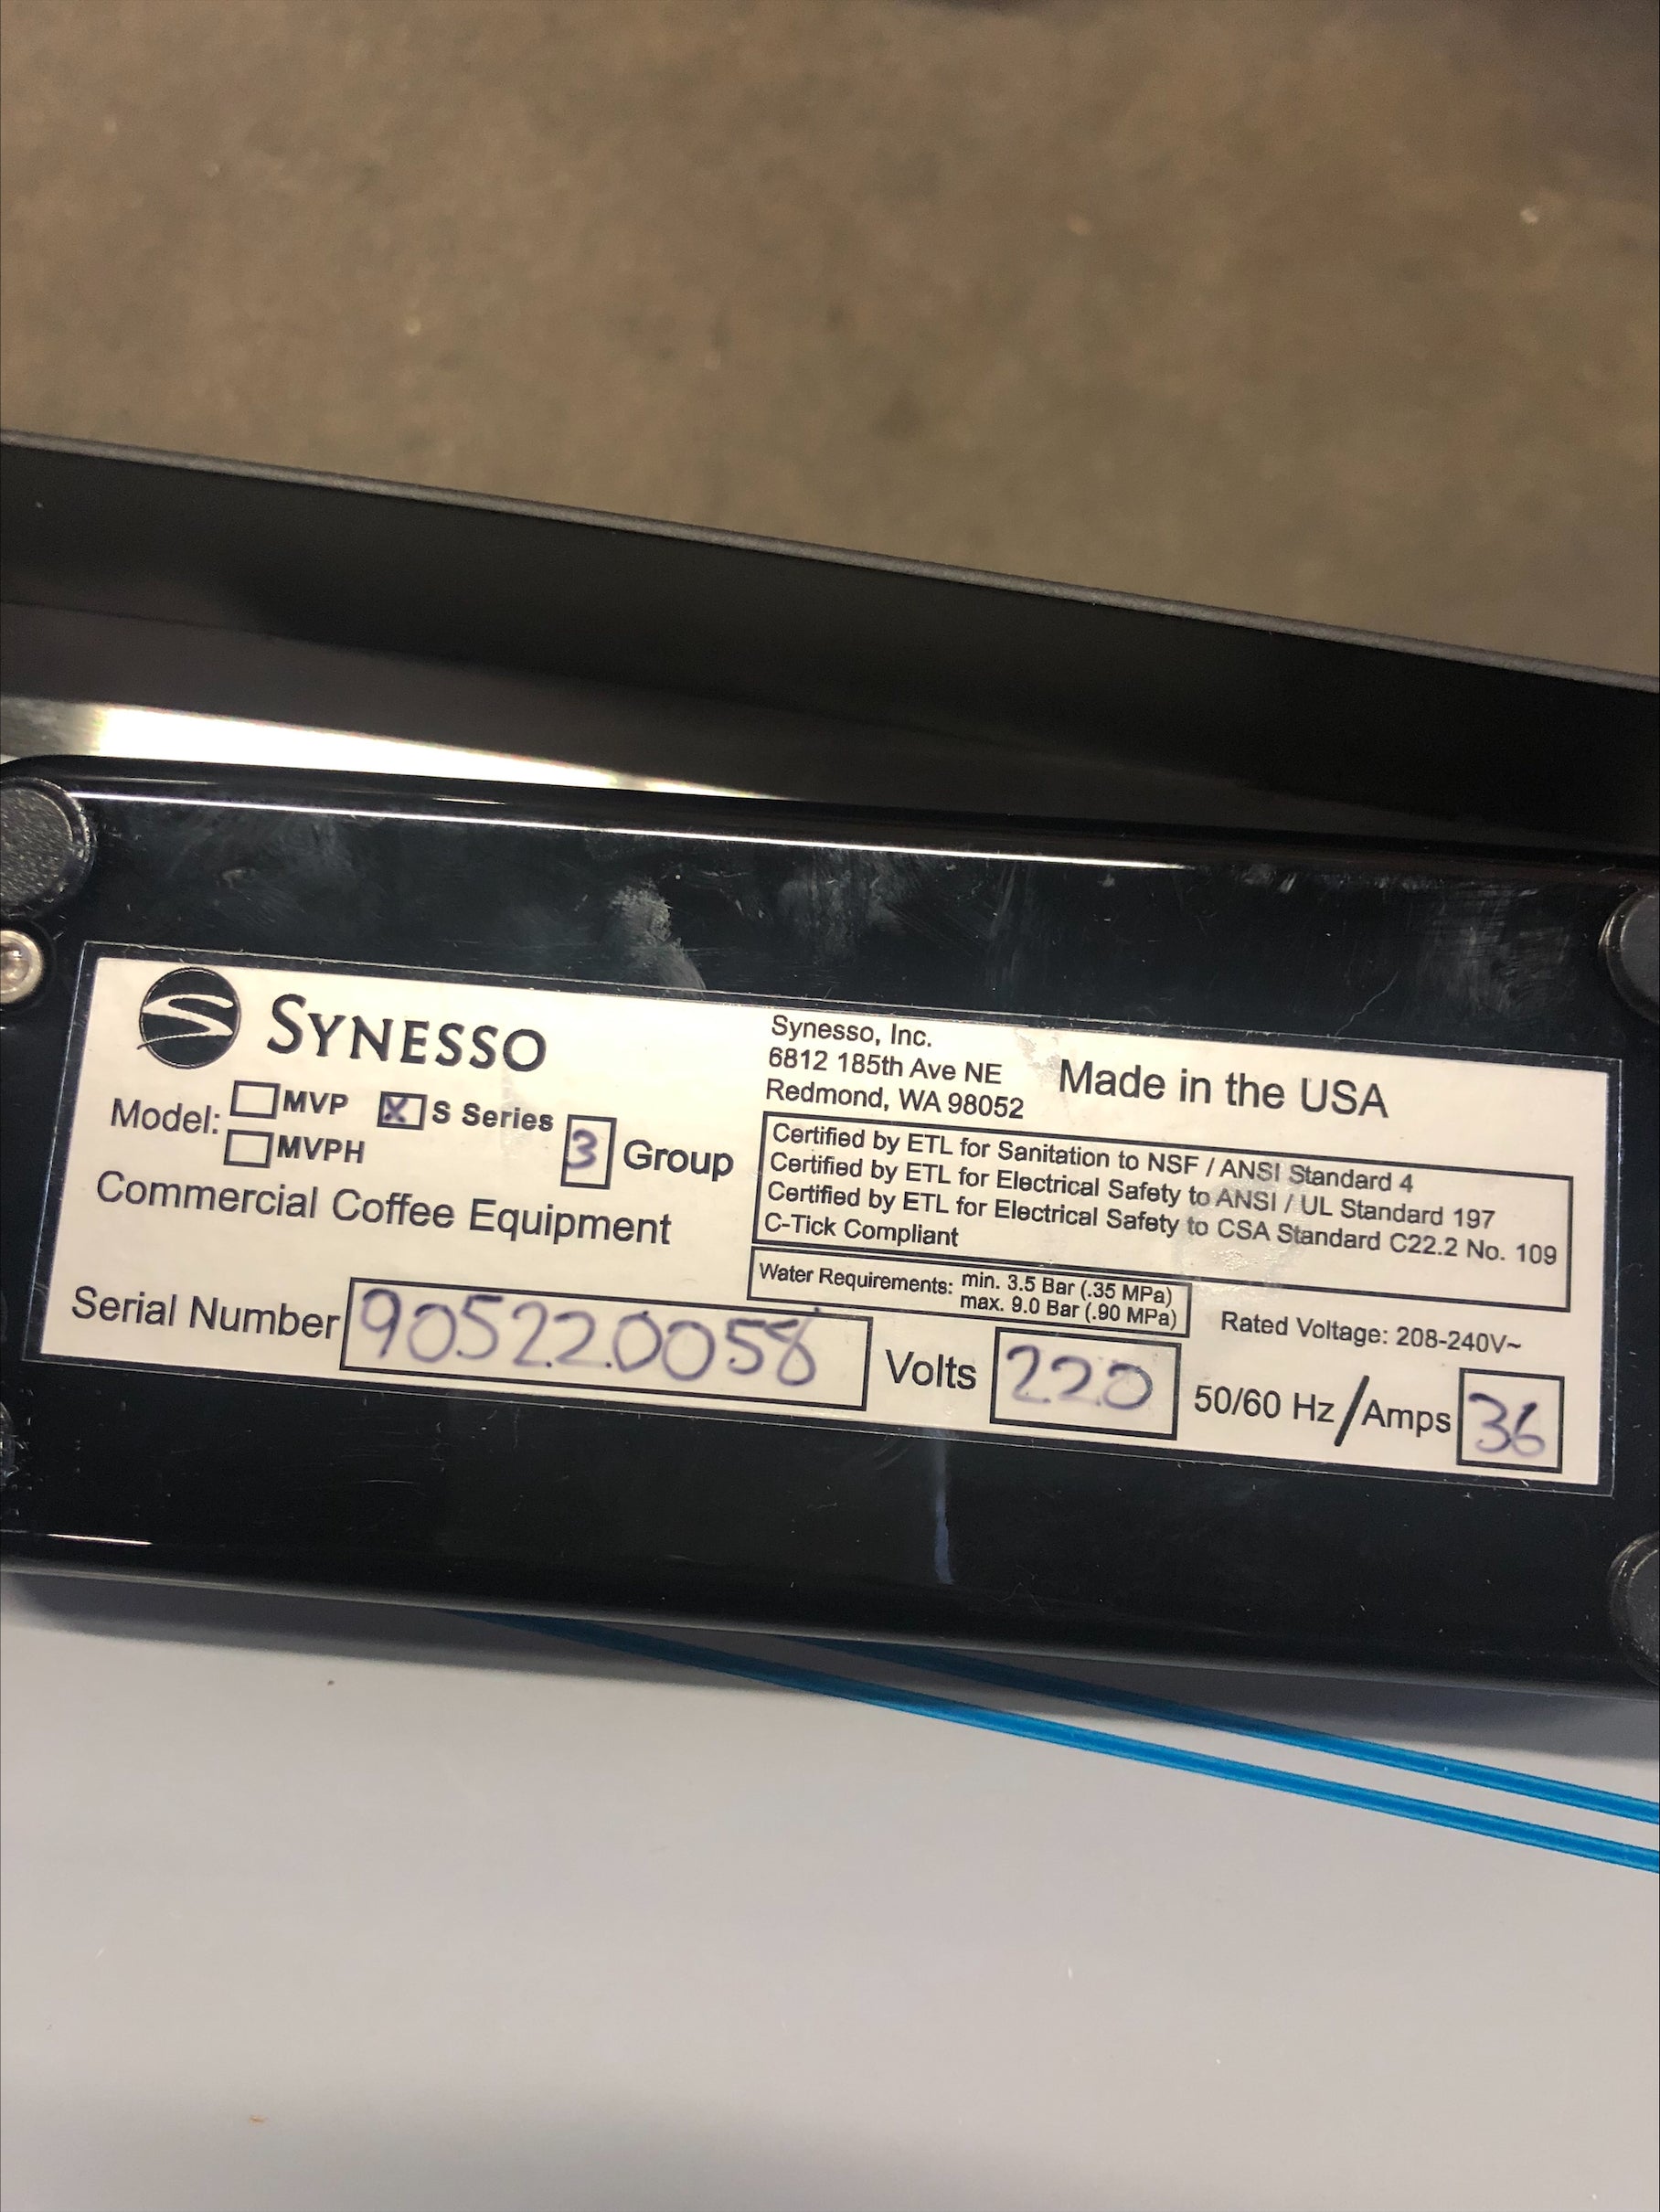 SYNESSO
Model: MVP S Series
MVPH
3 Group
Commercial Coffee Equipment
Serial Number 905220058
Synesso, Inc.
6812 185th Ave NE
Redmond, WA 98052
Made in the USA
Certified by ETL for Sanitation to NSF / ANSI Standard 4
Certified by ETL for Electrical Safety to ANSI / UL Standard 197
Certified by ETL for Electrical Safety to CSA Standard C22.2 No. 109
C-Tick Compliant
Water Requirements: min. 3.5 Bar (.35 MPa)
max. 9.0 Bar (.90 MPa)
Rated Voltage: 208-240V~
Volts 220 50/60 Hz/Amps 36